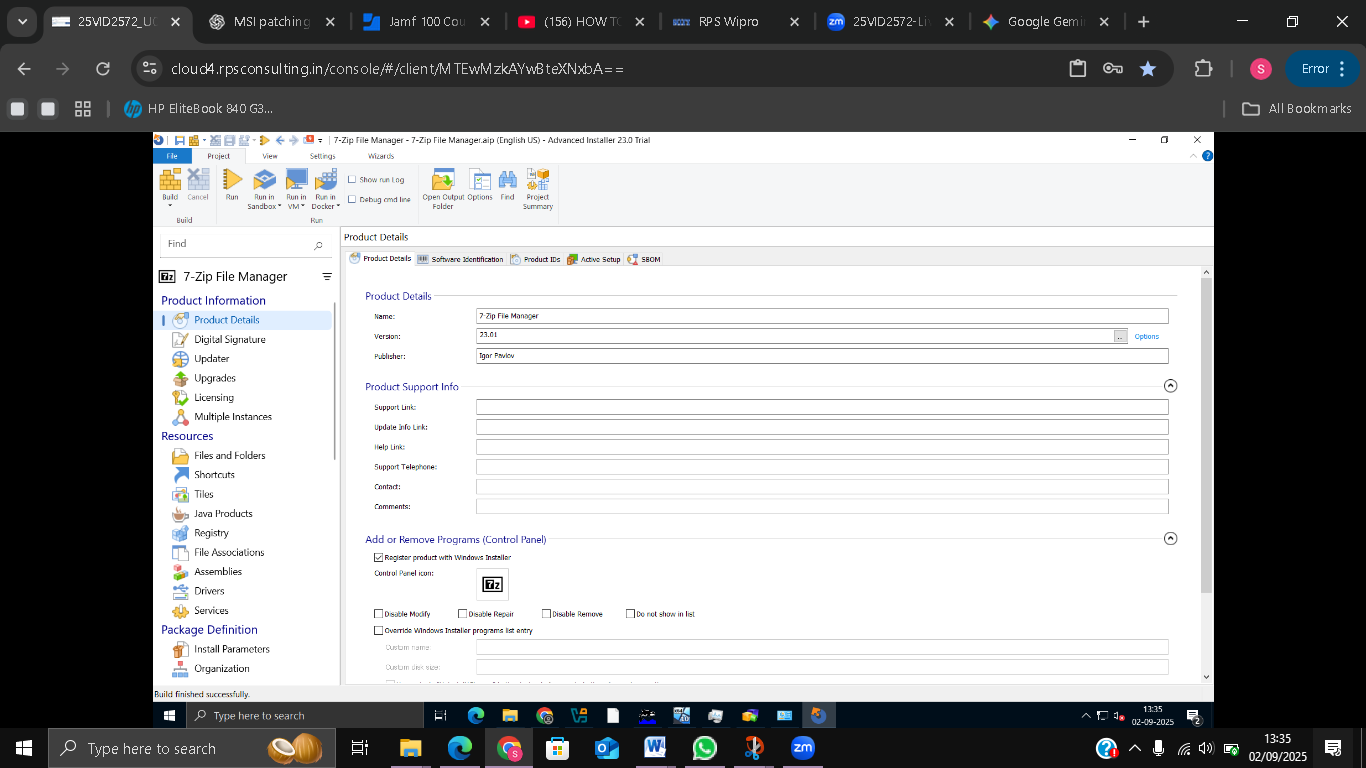 25VID2572_UC
MSI patching
Jamf 100 Cou
(156) HOW TO
RPS Wipro
25VID2572-Liv
Google Gemi
cloud4.rpsconsulting.in/console/#/client/MTEwMzkAYwBteXNxbA==
S
Error
HP EliteBook 840 G3...
All Bookmarks
7-Zip File Manager - 7-Zip File Manager.aip (English US) - Advanced Installer 23.0 Trial
File Project View Settings Wizards
Build Cancel Run Run in Sandbox Run in VM Run in Docker
Show run Log
Debug cmd line
Open Output Folder Options Find Project Summary
Build Run
Find
Product Details
7-Zip File Manager
Product Details Software Identification Product IDs Active Setup SBOM
Product Information
Product Details
Digital Signature
Updater
Upgrades
Licensing
Multiple Instances
Resources
Files and Folders
Shortcuts
Tiles
Java Products
Registry
File Associations
Assemblies
Drivers
Services
Package Definition
Install Parameters
Organization
Product Details
Name: 7-Zip File Manager
Version: 23.01 ... Options
Publisher: Igor Pavlov
Product Support Info
Support Link:
Update Info Link:
Help Link:
Support Telephone:
Contact:
Comments:
Add or Remove Programs (Control Panel)
Register product with Windows Installer
Control Panel icon: 7z
Disable Modify Disable Repair Disable Remove Do not show in list
Override Windows Installer programs list entry
Custom name:
Custom disk size:
Build finished successfully.
Type here to search
13:35
02-09-2025
2
Type here to search
13:35
02/09/2025